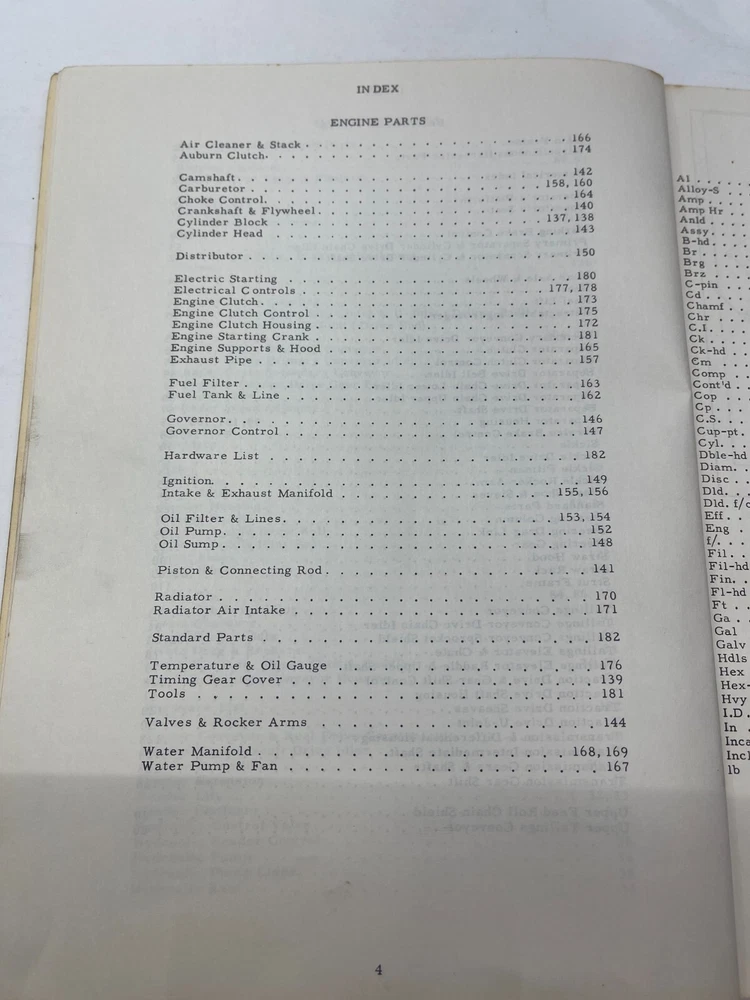 INDEX
ENGINE PARTS
Air Cleaner & Stack . . . . . . . . . . . . . . . . . . . . 166
Auburn Clutch. . . . . . . . . . . . . . . . . . . . . . . 174
Camshaft. . . . . . . . . . . . . . . . . . . . . . . . . 142
Carburetor . . . . . . . . . . . . . . . . . . . . . . 158, 160
Choke Control. . . . . . . . . . . . . . . . . . . . . . . 164
Crankshaft & Flywheel. . . . . . . . . . . . . . . . . . . 140
Cylinder Block . . . . . . . . . . . . . . . . . . . . 137, 138
Cylinder Head . . . . . . . . . . . . . . . . . . . . . . 143
Distributor . . . . . . . . . . . . . . . . . . . . . . . . 150
Electric Starting . . . . . . . . . . . . . . . . . . . . . 180
Electrical Controls . . . . . . . . . . . . . . . . . . 177, 178
Engine Clutch. . . . . . . . . . . . . . . . . . . . . . . 173
Engine Clutch Control . . . . . . . . . . . . . . . . . . . 175
Engine Clutch Housing . . . . . . . . . . . . . . . . . . . 172
Engine Starting Crank . . . . . . . . . . . . . . . . . . . 181
Engine Supports & Hood . . . . . . . . . . . . . . . . . . 165
Exhaust Pipe . . . . . . . . . . . . . . . . . . . . . . . 157
Fuel Filter . . . . . . . . . . . . . . . . . . . . . . . . 163
Fuel Tank & Line . . . . . . . . . . . . . . . . . . . . . 162
Governor. . . . . . . . . . . . . . . . . . . . . . . . . 146
Governor Control . . . . . . . . . . . . . . . . . . . . . 147
Hardware List . . . . . . . . . . . . . . . . . . . . . . 182
Ignition. . . . . . . . . . . . . . . . . . . . . . . . . 149
Intake & Exhaust Manifold . . . . . . . . . . . . . . . 155, 156
Oil Filter & Lines. . . . . . . . . . . . . . . . . . . 153, 154
Oil Pump. . . . . . . . . . . . . . . . . . . . . . . . . 152
Oil Sump. . . . . . . . . . . . . . . . . . . . . . . . . 148
Piston & Connecting Rod. . . . . . . . . . . . . . . . . . 141
Radiator . . . . . . . . . . . . . . . . . . . . . . . . . 170
Radiator Air Intake . . . . . . . . . . . . . . . . . . . . 171
Standard Parts . . . . . . . . . . . . . . . . . . . . . . 182
Temperature & Oil Gauge . . . . . . . . . . . . . . . . . . 176
Timing Gear Cover . . . . . . . . . . . . . . . . . . . . . 139
Tools . . . . . . . . . . . . . . . . . . . . . . . . . . 181
Valves & Rocker Arms . . . . . . . . . . . . . . . . . . . 144
Water Manifold . . . . . . . . . . . . . . . . . . . . 168, 169
Water Pump & Fan . . . . . . . . . . . . . . . . . . . . . 167
4
Al . . . .
Alloy-S . .
Amp . . . .
Amp Hr . .
Anld . . .
Assy. . . .
B-hd. . . .
Br . . . .
Brg . . . .
Brz . . . .
C-pin . . .
Cd . . . .
Chamf . . .
Chr . . . .
C.I. . . .
Ck . . . .
Ck-hd . . .
Cm . . . .
Comp . . .
Cont'd . .
Cop . . .
Cp . . . .
C.S. . . .
Cup-pt. . .
Cyl. . . .
Dble-hd
Diam. . .
Disc . . .
Dld. . .
Dld. f/c
Eff . .
Eng .
f/. . . .
Fil . .
Fil-hd
Fin. .
Fl-hd
Ft . .
Ga . .
Gal
Galv
Hdls
Hex
Hex-
Hvy
I.D.
In .
Inca
Incl
lb